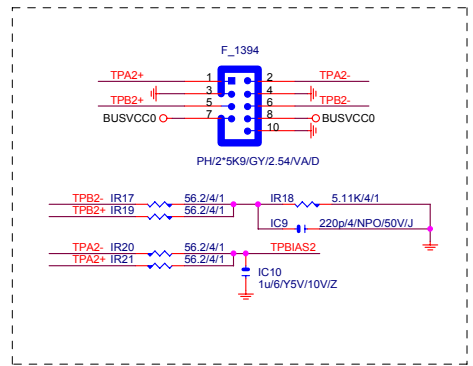 F_1394
TPA2+ 1 2 TPA2-
3 4
TPB2+ 5 6 TPB2-
BUSVCC0 7 8 BUSVCC0
10
PH/2*5K9/GY/2.54/VA/D
TPB2- IR17 56.2/4/1 IR18 5.11K/4/1
TPB2+ IR19 56.2/4/1
IC9 220p/4/NPO/50V/J
TPA2- IR20 56.2/4/1 TPBIAS2
TPA2+ IR21 56.2/4/1
IC10
1u/6/Y5V/10V/Z